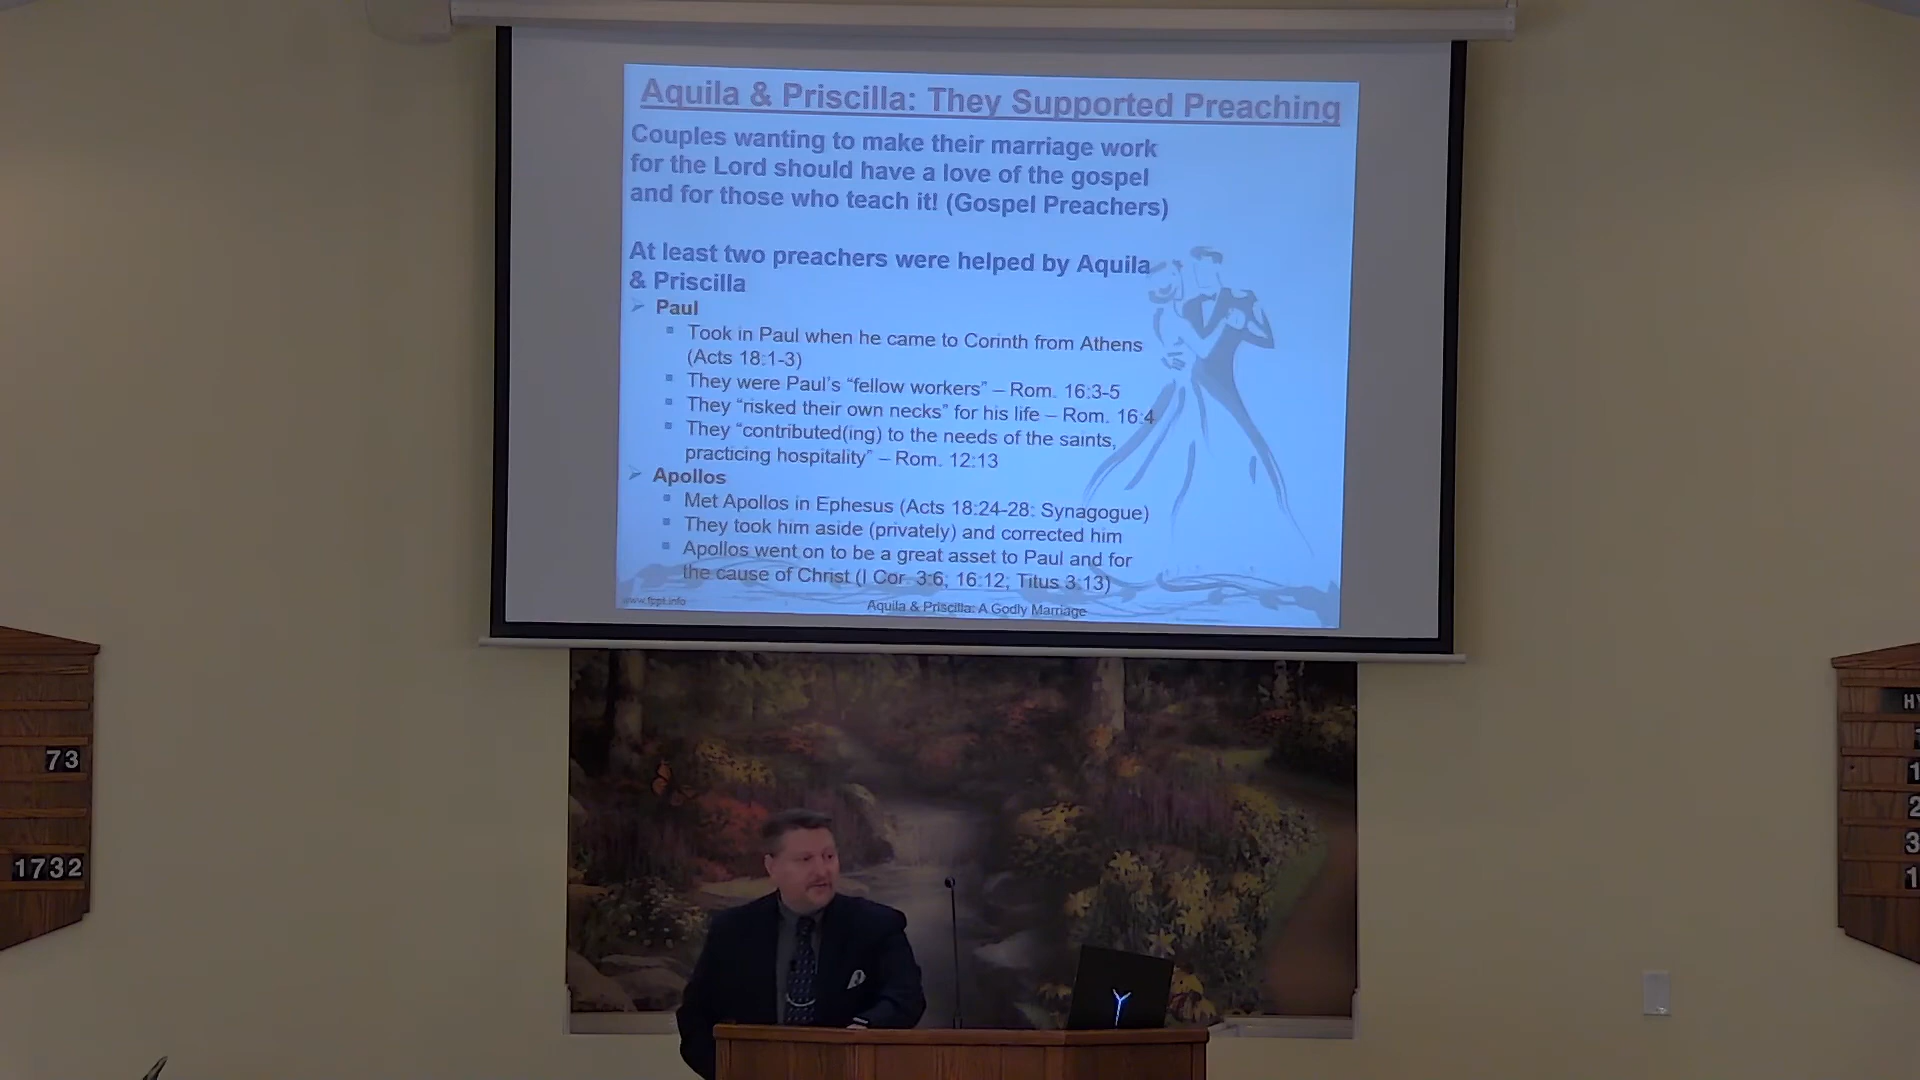 Aquila & Priscilla: They Supported Preaching
Couples wanting to make their marriage work
for the Lord should have a love of the gospel
and for those who teach it! (Gospel Preachers)
At least two preachers were helped by Aquila
& Priscilla
Paul
Took in Paul when he came to Corinth from Athens
(Acts 18:1-3)
They were Paul's “fellow workers” – Rom. 16:3-5
They “risked their own necks” for his life – Rom. 16:4
They “contributed(ing) to the needs of the saints,
practicing hospitality” – Rom. 12:13
Apollos
Met Apollos in Ephesus (Acts 18:24-28: Synagogue)
They took him aside (privately) and corrected him
Apollos went on to be a great asset to Paul and for
the cause of Christ (I Cor. 3:6; 16:12; Titus 3:13)
www.fppt.info
Aquila & Priscilla: A Godly Marriage
73
1732
HY
1
1
2
3
1